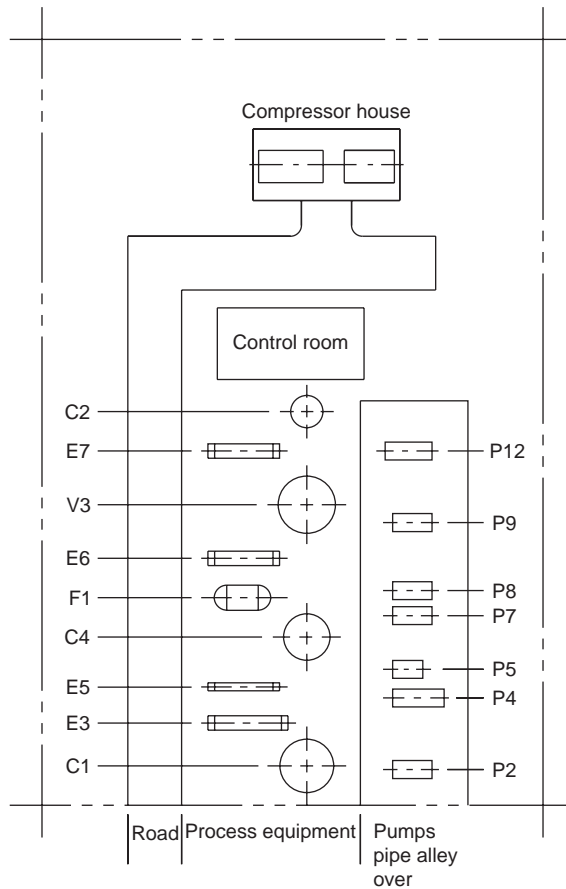 Compressor house
Control room
C2
E7
P12
V3
P9
E6
F1
P8
P7
C4
P5
E5
P4
E3
C1
P2
Road
Process equipment
Pumps
pipe alley
over